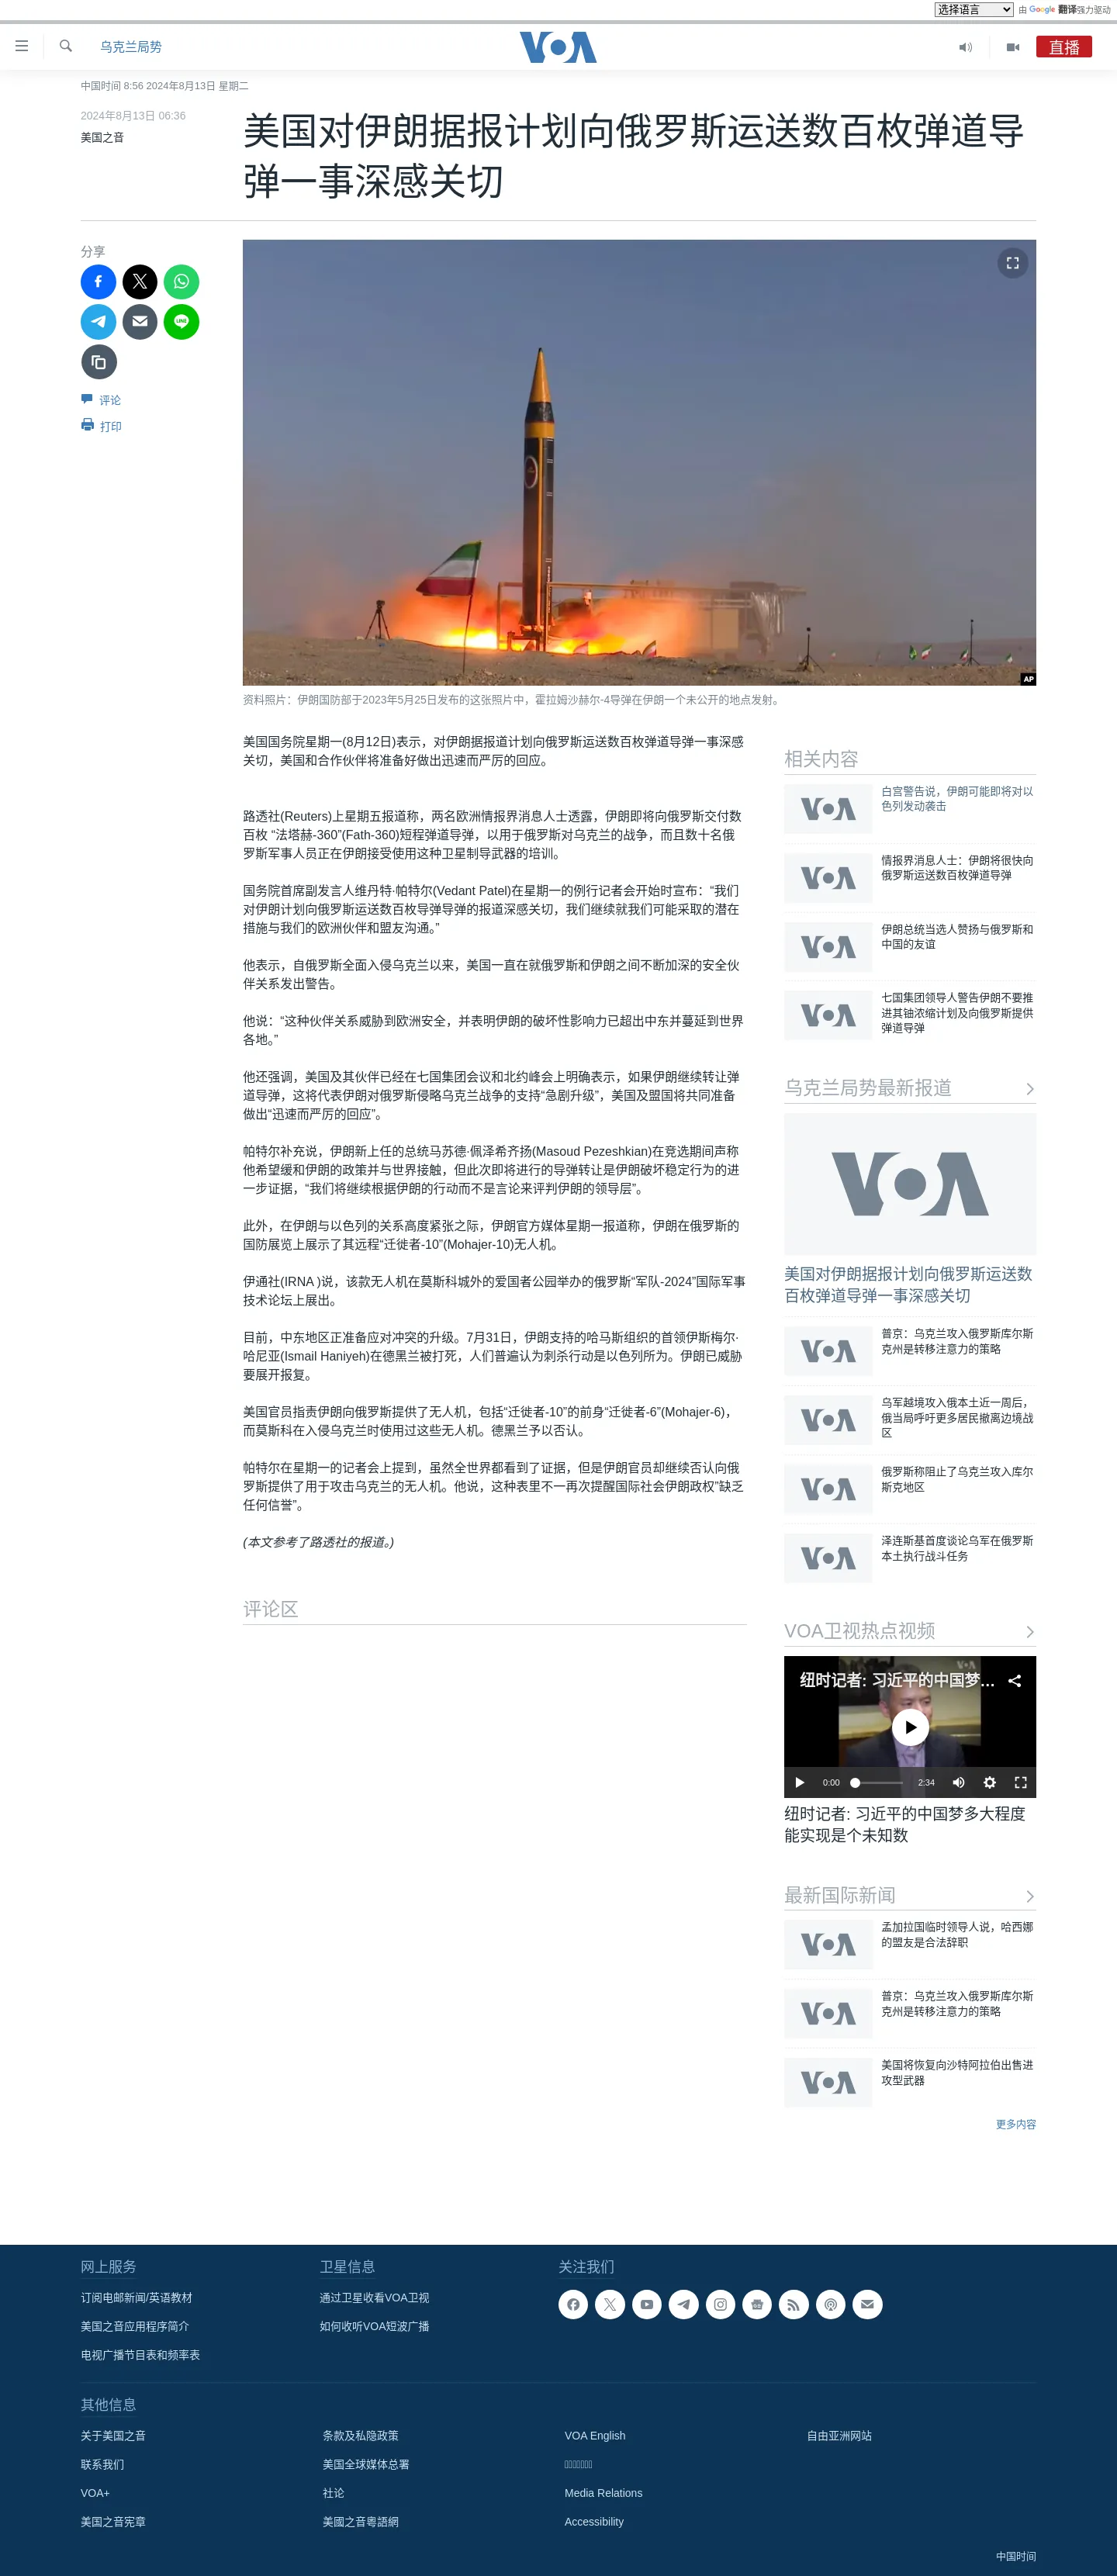 选择语言
由 Google 翻译强力驱动
乌克兰局势
VOA
直播
中国时间 8:56 2024年8月13日 星期二
2024年8月13日 06:36
美国之音
美国对伊朗据报计划向俄罗斯运送数百枚弹道导
弹一事深感关切
分享
评论
打印
AP
资料照片：伊朗国防部于2023年5月25日发布的这张照片中，霍拉姆沙赫尔-4导弹在伊朗一个未公开的地点发射。
美国国务院星期一(8月12日)表示，对伊朗据报道计划向俄罗斯运送数百枚弹道导弹一事深感
关切，美国和合作伙伴将准备好做出迅速而严厉的回应。
路透社(Reuters)上星期五报道称，两名欧洲情报界消息人士透露，伊朗即将向俄罗斯交付数
百枚 “法塔赫-360”(Fath-360)短程弹道导弹，以用于俄罗斯对乌克兰的战争，而且数十名俄
罗斯军事人员正在伊朗接受使用这种卫星制导武器的培训。
国务院首席副发言人维丹特·帕特尔(Vedant Patel)在星期一的例行记者会开始时宣布：“我们
对伊朗计划向俄罗斯运送数百枚导弹导弹的报道深感关切，我们继续就我们可能采取的潜在
措施与我们的欧洲伙伴和盟友沟通。”
他表示，自俄罗斯全面入侵乌克兰以来，美国一直在就俄罗斯和伊朗之间不断加深的安全伙
伴关系发出警告。
他说：“这种伙伴关系威胁到欧洲安全，并表明伊朗的破坏性影响力已超出中东并蔓延到世界
各地。”
他还强调，美国及其伙伴已经在七国集团会议和北约峰会上明确表示，如果伊朗继续转让弹
道导弹，这将代表伊朗对俄罗斯侵略乌克兰战争的支持“急剧升级”，美国及盟国将共同准备
做出“迅速而严厉的回应”。
帕特尔补充说，伊朗新上任的总统马苏德·佩泽希齐扬(Masoud Pezeshkian)在竞选期间声称
他希望缓和伊朗的政策并与世界接触，但此次即将进行的导弹转让是伊朗破坏稳定行为的进
一步证据，“我们将继续根据伊朗的行动而不是言论来评判伊朗的领导层”。
此外，在伊朗与以色列的关系高度紧张之际，伊朗官方媒体星期一报道称，伊朗在俄罗斯的
国防展览上展示了其远程“迁徙者-10”(Mohajer-10)无人机。
伊通社(IRNA )说，该款无人机在莫斯科城外的爱国者公园举办的俄罗斯“军队-2024”国际军事
技术论坛上展出。
目前，中东地区正准备应对冲突的升级。7月31日，伊朗支持的哈马斯组织的首领伊斯梅尔·
哈尼亚(Ismail Haniyeh)在德黑兰被打死，人们普遍认为刺杀行动是以色列所为。伊朗已威胁
要展开报复。
美国官员指责伊朗向俄罗斯提供了无人机，包括“迁徙者-10”的前身“迁徙者-6”(Mohajer-6)，
而莫斯科在入侵乌克兰时使用过这些无人机。德黑兰予以否认。
帕特尔在星期一的记者会上提到，虽然全世界都看到了证据，但是伊朗官员却继续否认向俄
罗斯提供了用于攻击乌克兰的无人机。他说，这种表里不一再次提醒国际社会伊朗政权”缺乏
任何信誉”。
(本文参考了路透社的报道。)
评论区
相关内容
VOA
白宫警告说，伊朗可能即将对以
色列发动袭击
VOA
情报界消息人士：伊朗将很快向
俄罗斯运送数百枚弹道导弹
VOA
伊朗总统当选人赞扬与俄罗斯和
中国的友谊
VOA
七国集团领导人警告伊朗不要推
进其铀浓缩计划及向俄罗斯提供
弹道导弹
乌克兰局势最新报道
VOA
美国对伊朗据报计划向俄罗斯运送数
百枚弹道导弹一事深感关切
VOA
普京：乌克兰攻入俄罗斯库尔斯
克州是转移注意力的策略
VOA
乌军越境攻入俄本土近一周后，
俄当局呼吁更多居民撤离边境战
区
VOA
俄罗斯称阻止了乌克兰攻入库尔
斯克地区
VOA
泽连斯基首度谈论乌军在俄罗斯
本土执行战斗任务
VOA卫视热点视频
VOA
纽时记者: 习近平的中国梦...
0:00
2:34
纽时记者: 习近平的中国梦多大程度
能实现是个未知数
最新国际新闻
VOA
孟加拉国临时领导人说，哈西娜
的盟友是合法辞职
VOA
普京：乌克兰攻入俄罗斯库尔斯
克州是转移注意力的策略
VOA
美国将恢复向沙特阿拉伯出售进
攻型武器
更多内容
网上服务
订阅电邮新闻/英语教材
美国之音应用程序简介
电视广播节目表和频率表
卫星信息
通过卫星收看VOA卫视
如何收听VOA短波广播
关注我们
其他信息
关于美国之音
联系我们
VOA+
美国之音宪章
条款及私隐政策
美国全球媒体总署
社论
美國之音粵語網
VOA English
Media Relations
Accessibility
自由亚洲网站
中国时间